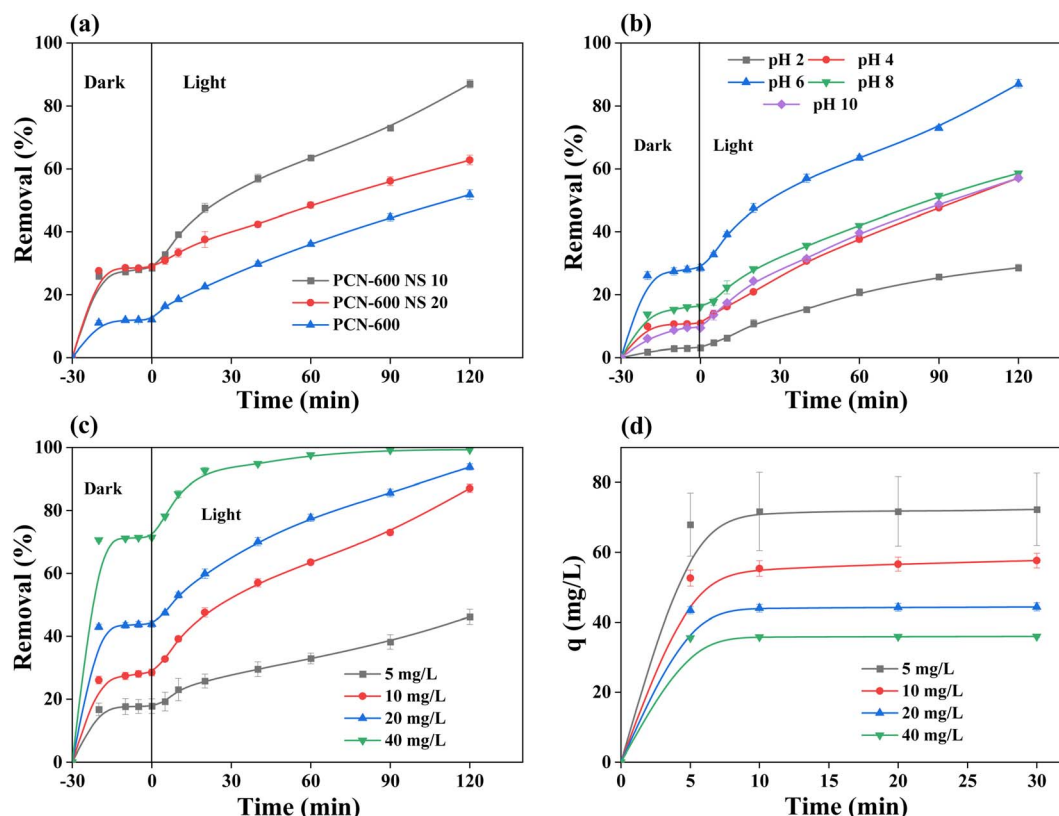 (a)
Dark
Light
Removal (%)
100
80
60
40
20
0
-30
0
30
60
90
120
Time (min)
PCN-600 NS 10
PCN-600 NS 20
PCN-600
(b)
pH 2
pH 4
pH 6
pH 8
pH 10
Dark
Light
Removal (%)
100
80
60
40
20
0
-30
0
30
60
90
120
Time (min)
(c)
Dark
Light
Removal (%)
100
80
60
40
20
0
-30
0
30
60
90
120
Time (min)
5 mg/L
10 mg/L
20 mg/L
40 mg/L
(d)
q (mg/L)
80
60
40
20
0
0
5
10
15
20
25
30
Time (min)
5 mg/L
10 mg/L
20 mg/L
40 mg/L